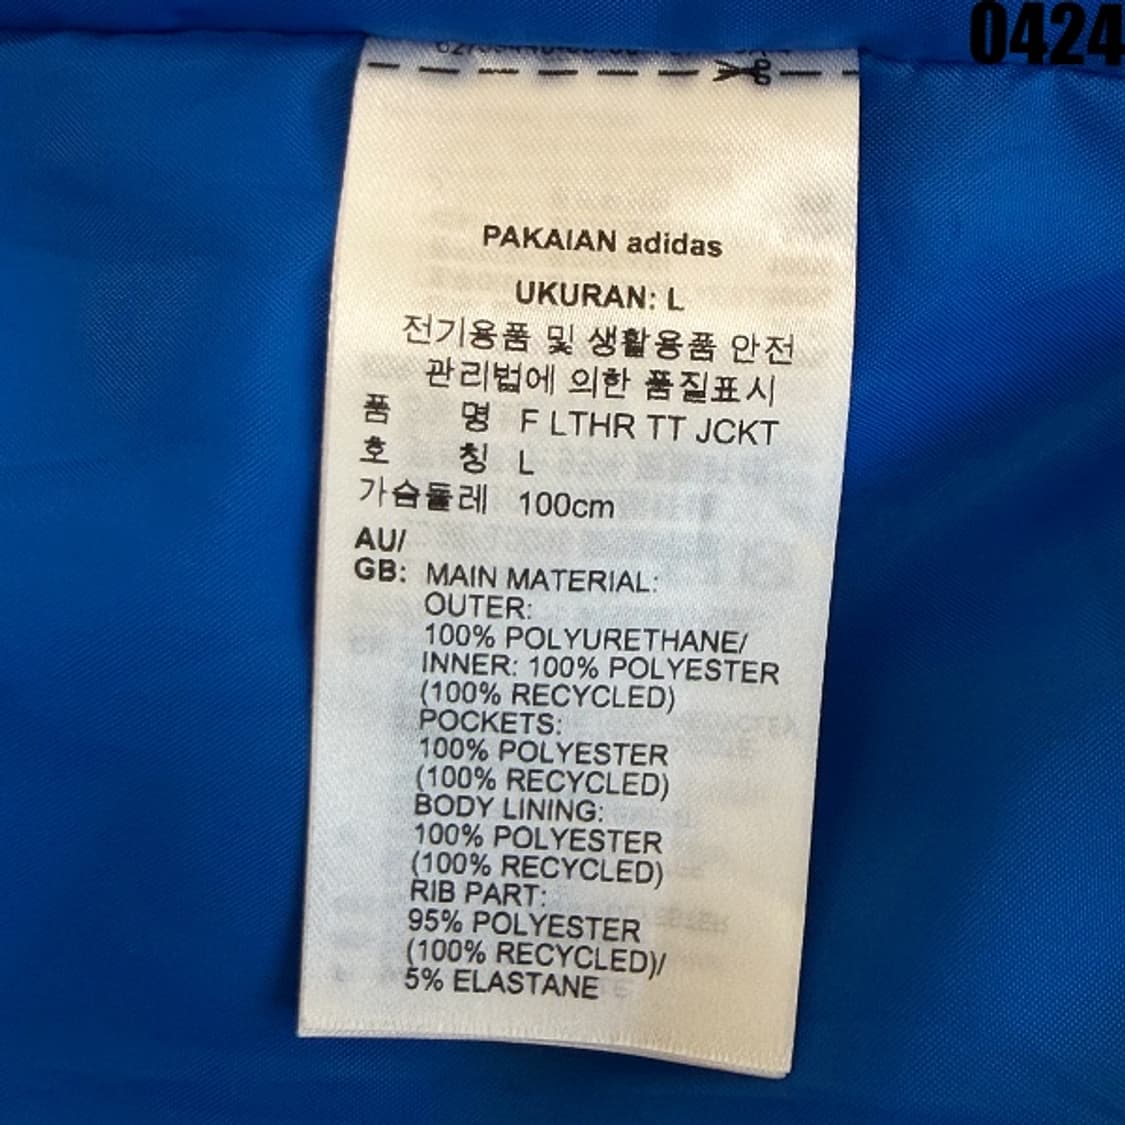 0424
PAKAIAN adidas
UKURAN: L
전기용품 및 생활용품 안전
관리법에 의한 품질표시
품 명 F LTHR TT JCKT
호 칭 L
가슴둘레 100cm
AU/
GB: MAIN MATERIAL:
OUTER:
100% POLYURETHANE/
INNER: 100% POLYESTER
(100% RECYCLED)
POCKETS:
100% POLYESTER
(100% RECYCLED)
BODY LINING:
100% POLYESTER
(100% RECYCLED)
RIB PART:
95% POLYESTER
(100% RECYCLED)/
5% ELASTANE